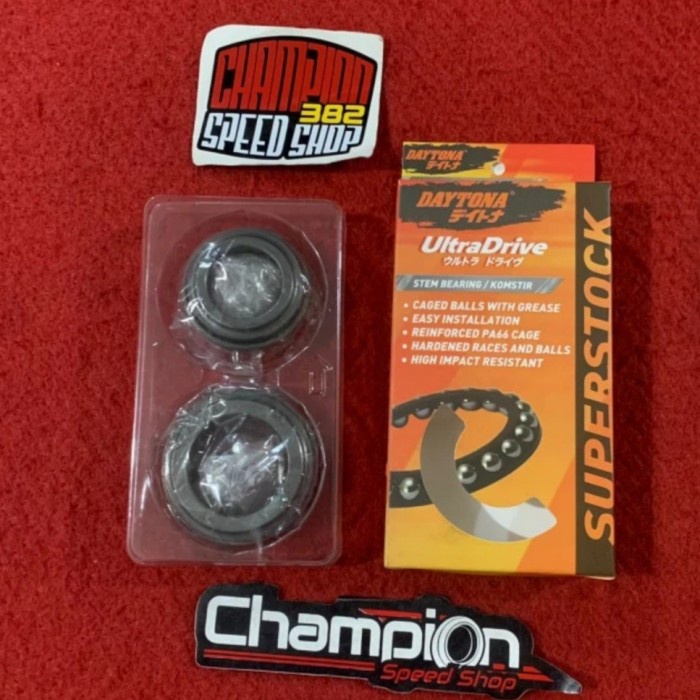 CHAMPION
382
SPEED SHOP
DAYTONA
デイトナ
DAYTONA
デイトナ
UltraDrive
ウルトラ ドライヴ
STEM BEARING / KOMSTIR
• CAGED BALLS WITH GREASE
• EASY INSTALLATION
• REINFORCED PA66 CAGE
• HARDENED RACES AND BALLS
• HIGH IMPACT RESISTANT
SUPERSTOCK
Champion
Speed Shop